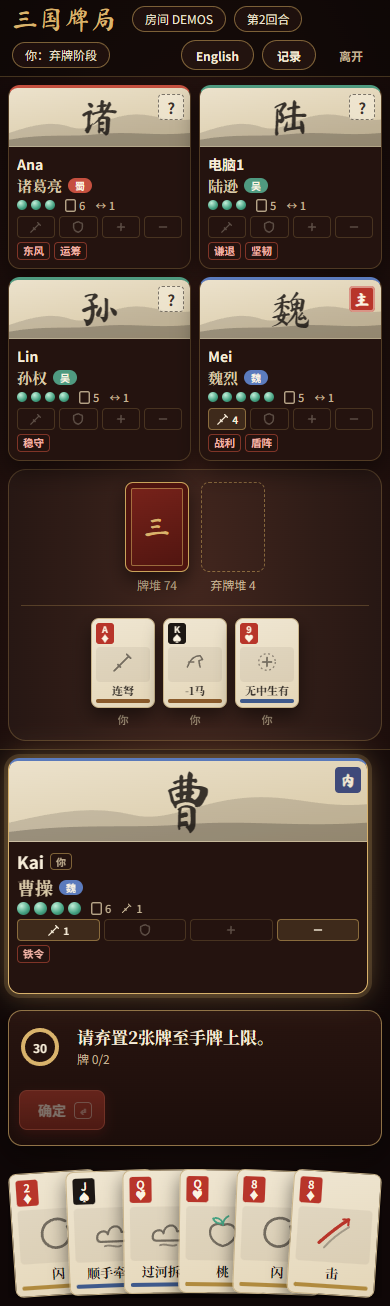 三国牌局
房间 DEMOS
第2回合
你：弃牌阶段
English
记录
离开
诸
?
Ana
诸葛亮 蜀
6 ↔1
东风 运筹
陆
?
电脑1
陆逊 吴
5 ↔1
谦退 坚韧
孙
?
Lin
孙权 吴
5 ↔1
稳守
魏
主
Mei
魏烈 魏
5 ↔1
4
战利 盾阵
三
牌堆 74
弃牌堆 4
A♦
连弩
你
K♠
-1马
你
9♥
无中生有
你
曹
内
Kai 你
曹操 魏
6 1
1
铁令
30
请弃置2张牌至手牌上限。
牌 0/2
确定
2♦
闪
J♠
顺手牵
Q♥
过河拆
Q♥
桃
8♦
闪
8♦
击